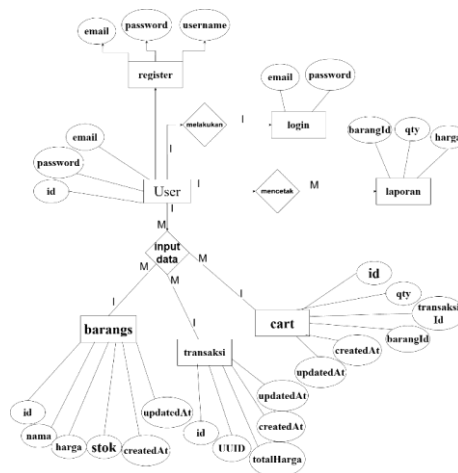 email
password
username
register
email
password
melakukan
I
login
barangId
qty
harga
email
password
id
User
I
I
mencetak
M
laporan
I
M
input
data
M
M
M
I
I
I
barangs
transaksi
cart
id
qty
transaksi
Id
barangId
createdAt
updatedAt
id
nama
harga
stok
createdAt
updatedAt
id
UUID
totalHarga
createdAt
updatedAt